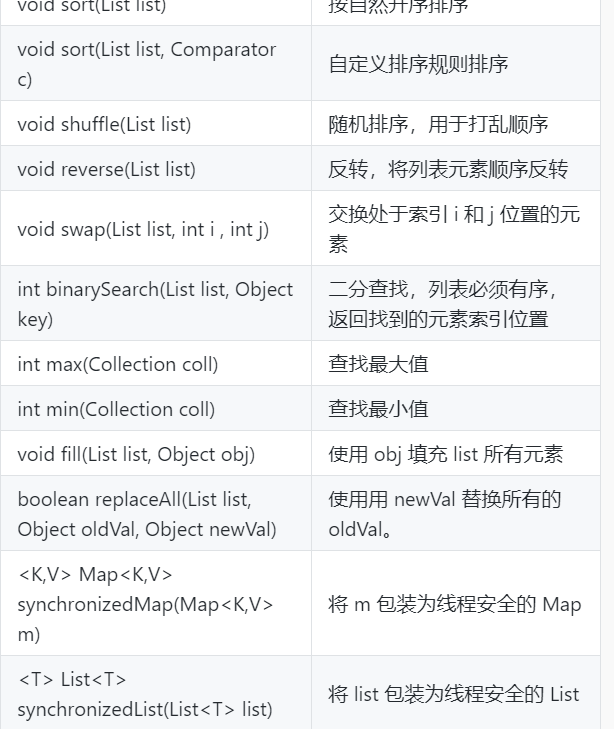 void sort(List list)
按自然升序排序
void sort(List list, Comparator
c)
自定义排序规则排序
void shuffle(List list)
随机排序，用于打乱顺序
void reverse(List list)
反转，将列表元素顺序反转
void swap(List list, int i , int j)
交换处于索引 i 和 j 位置的元
素
int binarySearch(List list, Object
key)
二分查找，列表必须有序，
返回找到的元素索引位置
int max(Collection coll)
查找最大值
int min(Collection coll)
查找最小值
void fill(List list, Object obj)
使用 obj 填充 list 所有元素
boolean replaceAll(List list,
Object oldVal, Object newVal)
使用用 newVal 替换所有的
oldVal。
<K,V> Map<K,V>
synchronizedMap(Map<K,V>
m)
将 m 包装为线程安全的 Map
<T> List<T>
synchronizedList(List<T> list)
将 list 包装为线程安全的 List